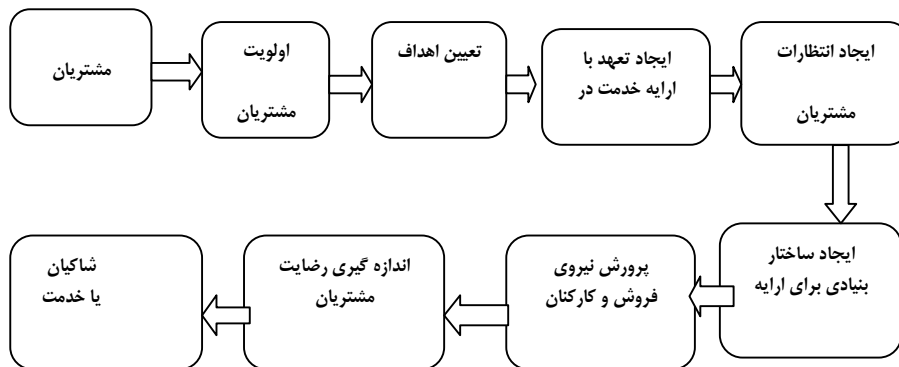 مشتریان
اولویت
مشتریان
تعیین اهداف
ایجاد تعهد با
ارایه خدمت در
ایجاد انتظارات
مشتریان
ایجاد ساختار
بنیادی برای ارایه
پرورش نیروی
فروش و کارکنان
اندازه گیری رضایت
مشتریان
شاکیان
یا خدمت